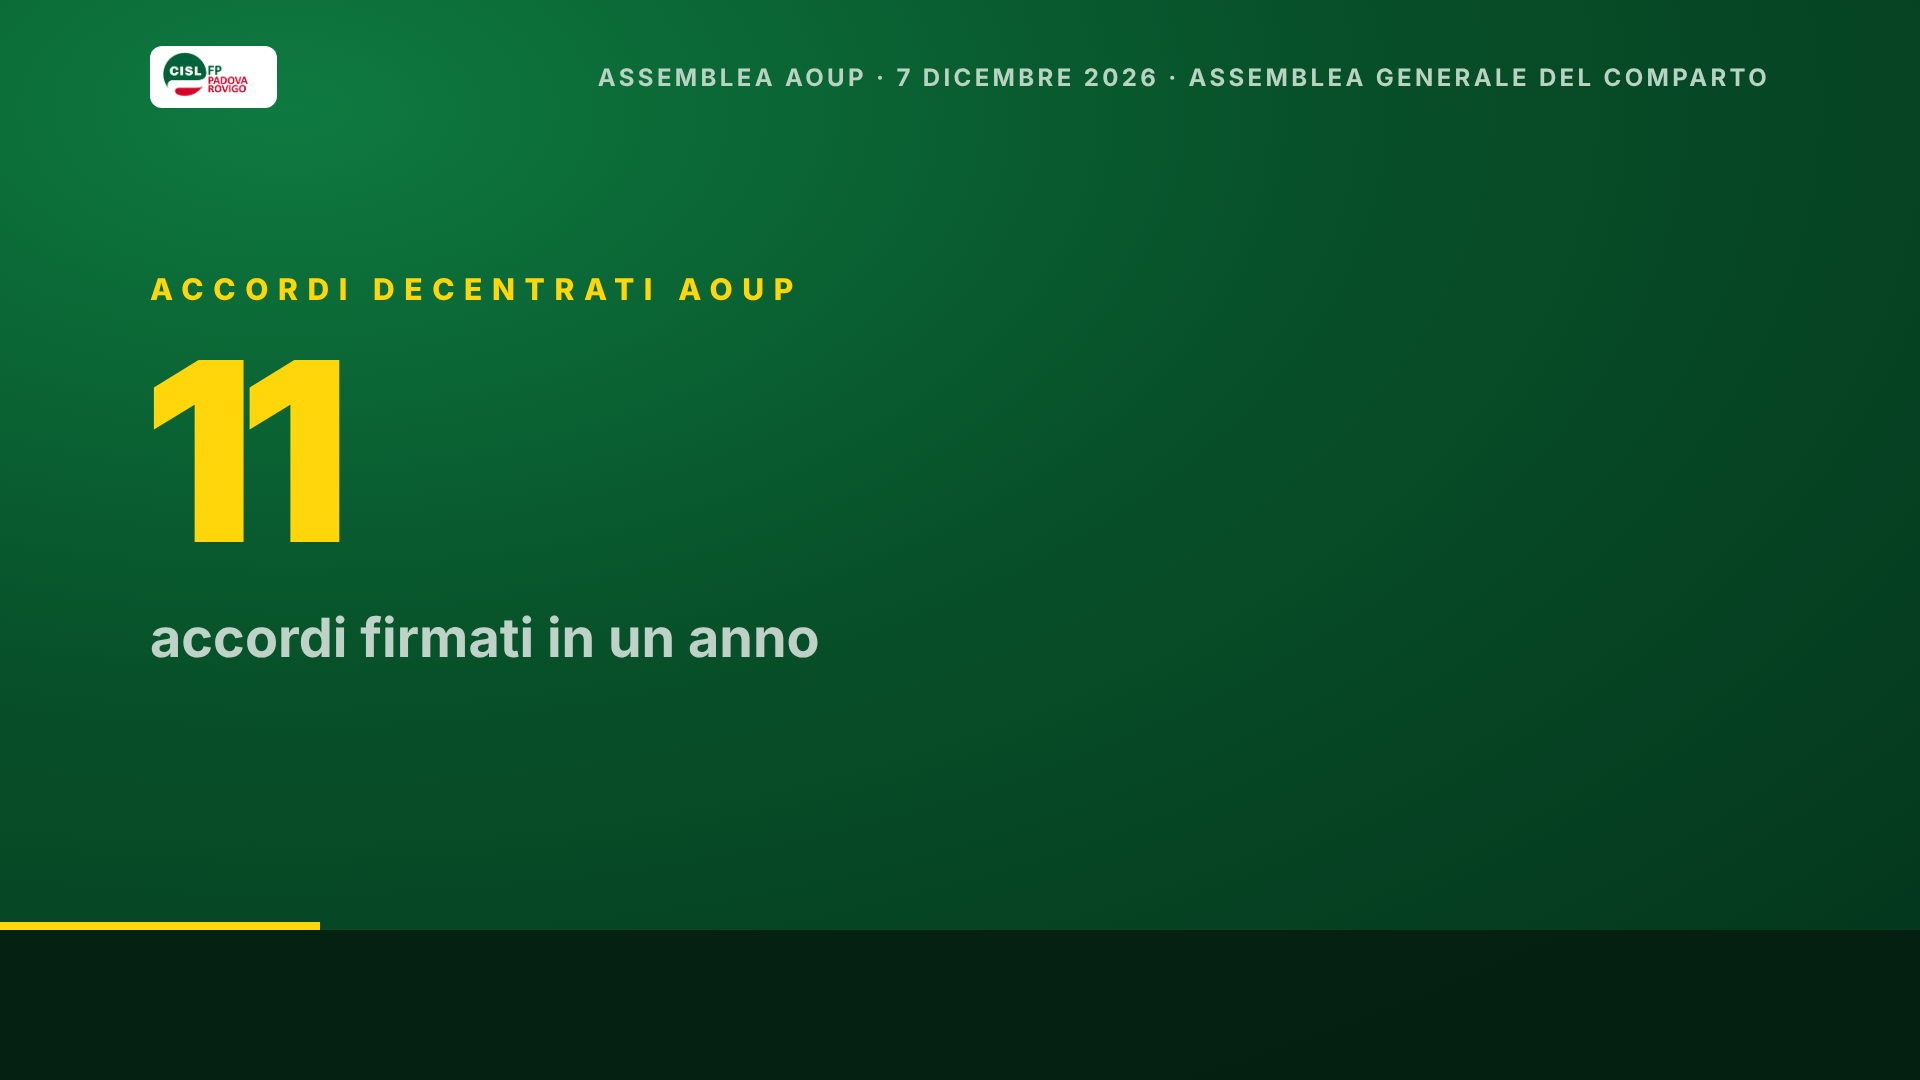 CISL FP
PADOVA
ROVIGO
ASSEMBLEA AOUP · 7 DICEMBRE 2026 · ASSEMBLEA GENERALE DEL COMPARTO
ACCORDI DECENTRATI AOUP
11
accordi firmati in un anno